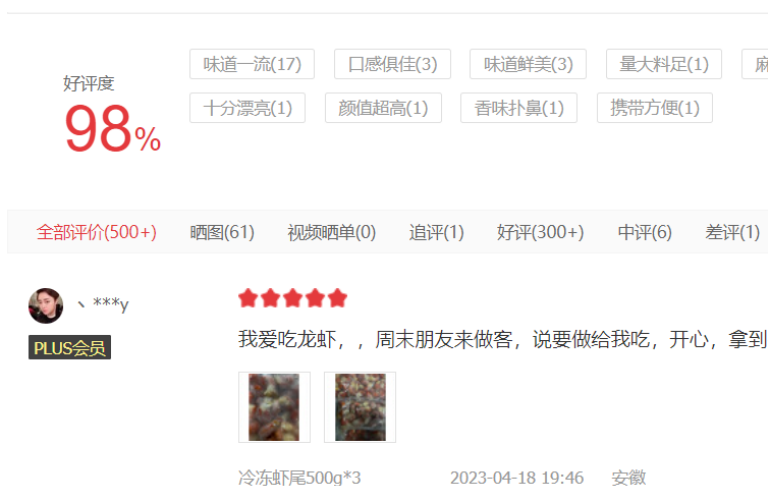 味道一流(17) 口感俱佳(3) 味道鲜美(3) 量大料足(1) 麻
好评度
98%
十分漂亮(1) 颜值超高(1) 香味扑鼻(1) 携带方便(1)
全部评价(500+) 晒图(61) 视频晒单(0) 追评(1) 好评(300+) 中评(6) 差评(1)
丶***y
PLUS会员
我爱吃龙虾，，周末朋友来做客，说要做给我吃，开心，拿到
冷冻虾尾500g*3 2023-04-18 19:46 安徽